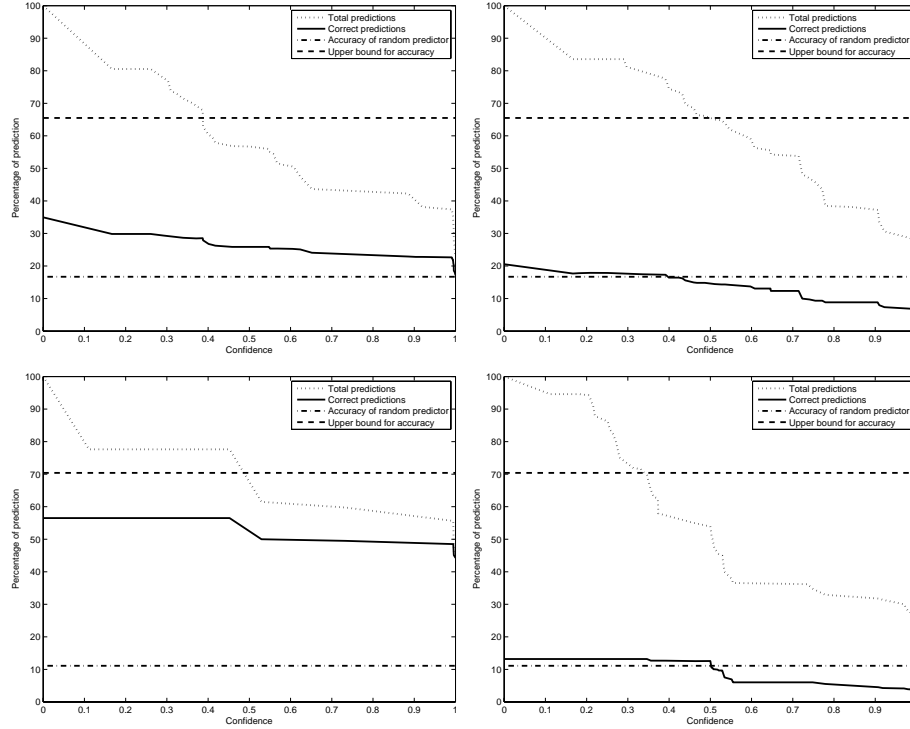 100
90
80
70
60
50
40
30
20
10
0
Percentage of prediction
Total predictions
Correct predictions
Accuracy of random predictor
Upper bound for accuracy
0 0.1 0.2 0.3 0.4 0.5 0.6 0.7 0.8 0.9 1
Confidence
100
90
80
70
60
50
40
30
20
10
0
Percentage of prediction
Total predictions
Correct predictions
Accuracy of random predictor
Upper bound for accuracy
0 0.1 0.2 0.3 0.4 0.5 0.6 0.7 0.8 0.9
Confidence
100
90
80
70
60
50
40
30
20
10
0
Percentage of prediction
Total predictions
Correct predictions
Accuracy of random predictor
Upper bound for accuracy
0 0.1 0.2 0.3 0.4 0.5 0.6 0.7 0.8 0.9 1
Confidence
100
90
80
70
60
50
40
30
20
10
0
Percentage of prediction
Total predictions
Correct predictions
Accuracy of random predictor
Upper bound for accuracy
0 0.1 0.2 0.3 0.4 0.5 0.6 0.7 0.8 0.9
Confidence